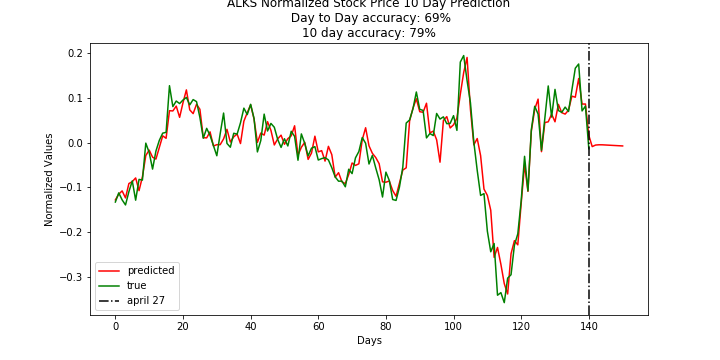 ALKS Normalized Stock Price 10 Day Prediction
Day to Day accuracy: 69%
10 day accuracy: 79%
0.2
0.1
0.0
−0.1
−0.2
−0.3
Normalized Values
predicted
true
april 27
0 20 40 60 80 100 120 140
Days